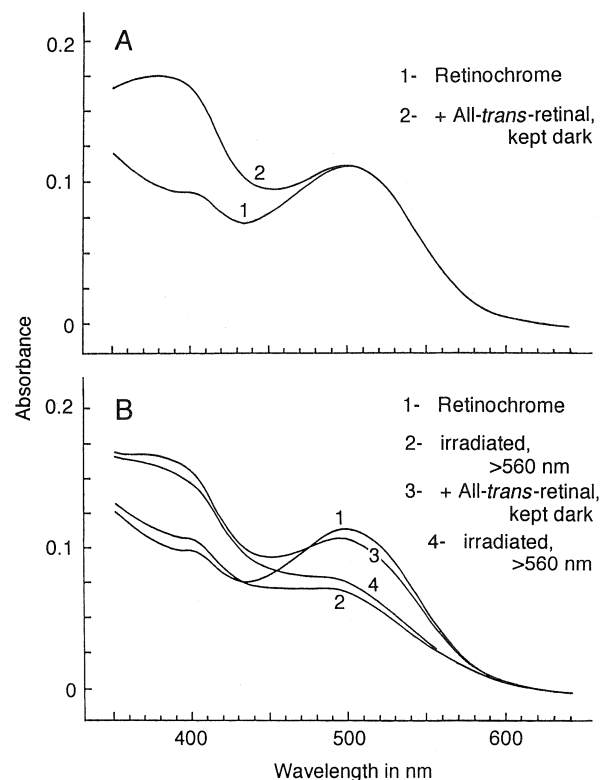 A
0.2
0.1
0
1- Retinochrome
2- + All-trans-retinal,
kept dark
2
1
Absorbance
B
0.2
0.1
0
1- Retinochrome
2- irradiated,
>560 nm
3- + All-trans-retinal,
kept dark
4- irradiated,
>560 nm
1
3
4
2
400 500 600
Wavelength in nm